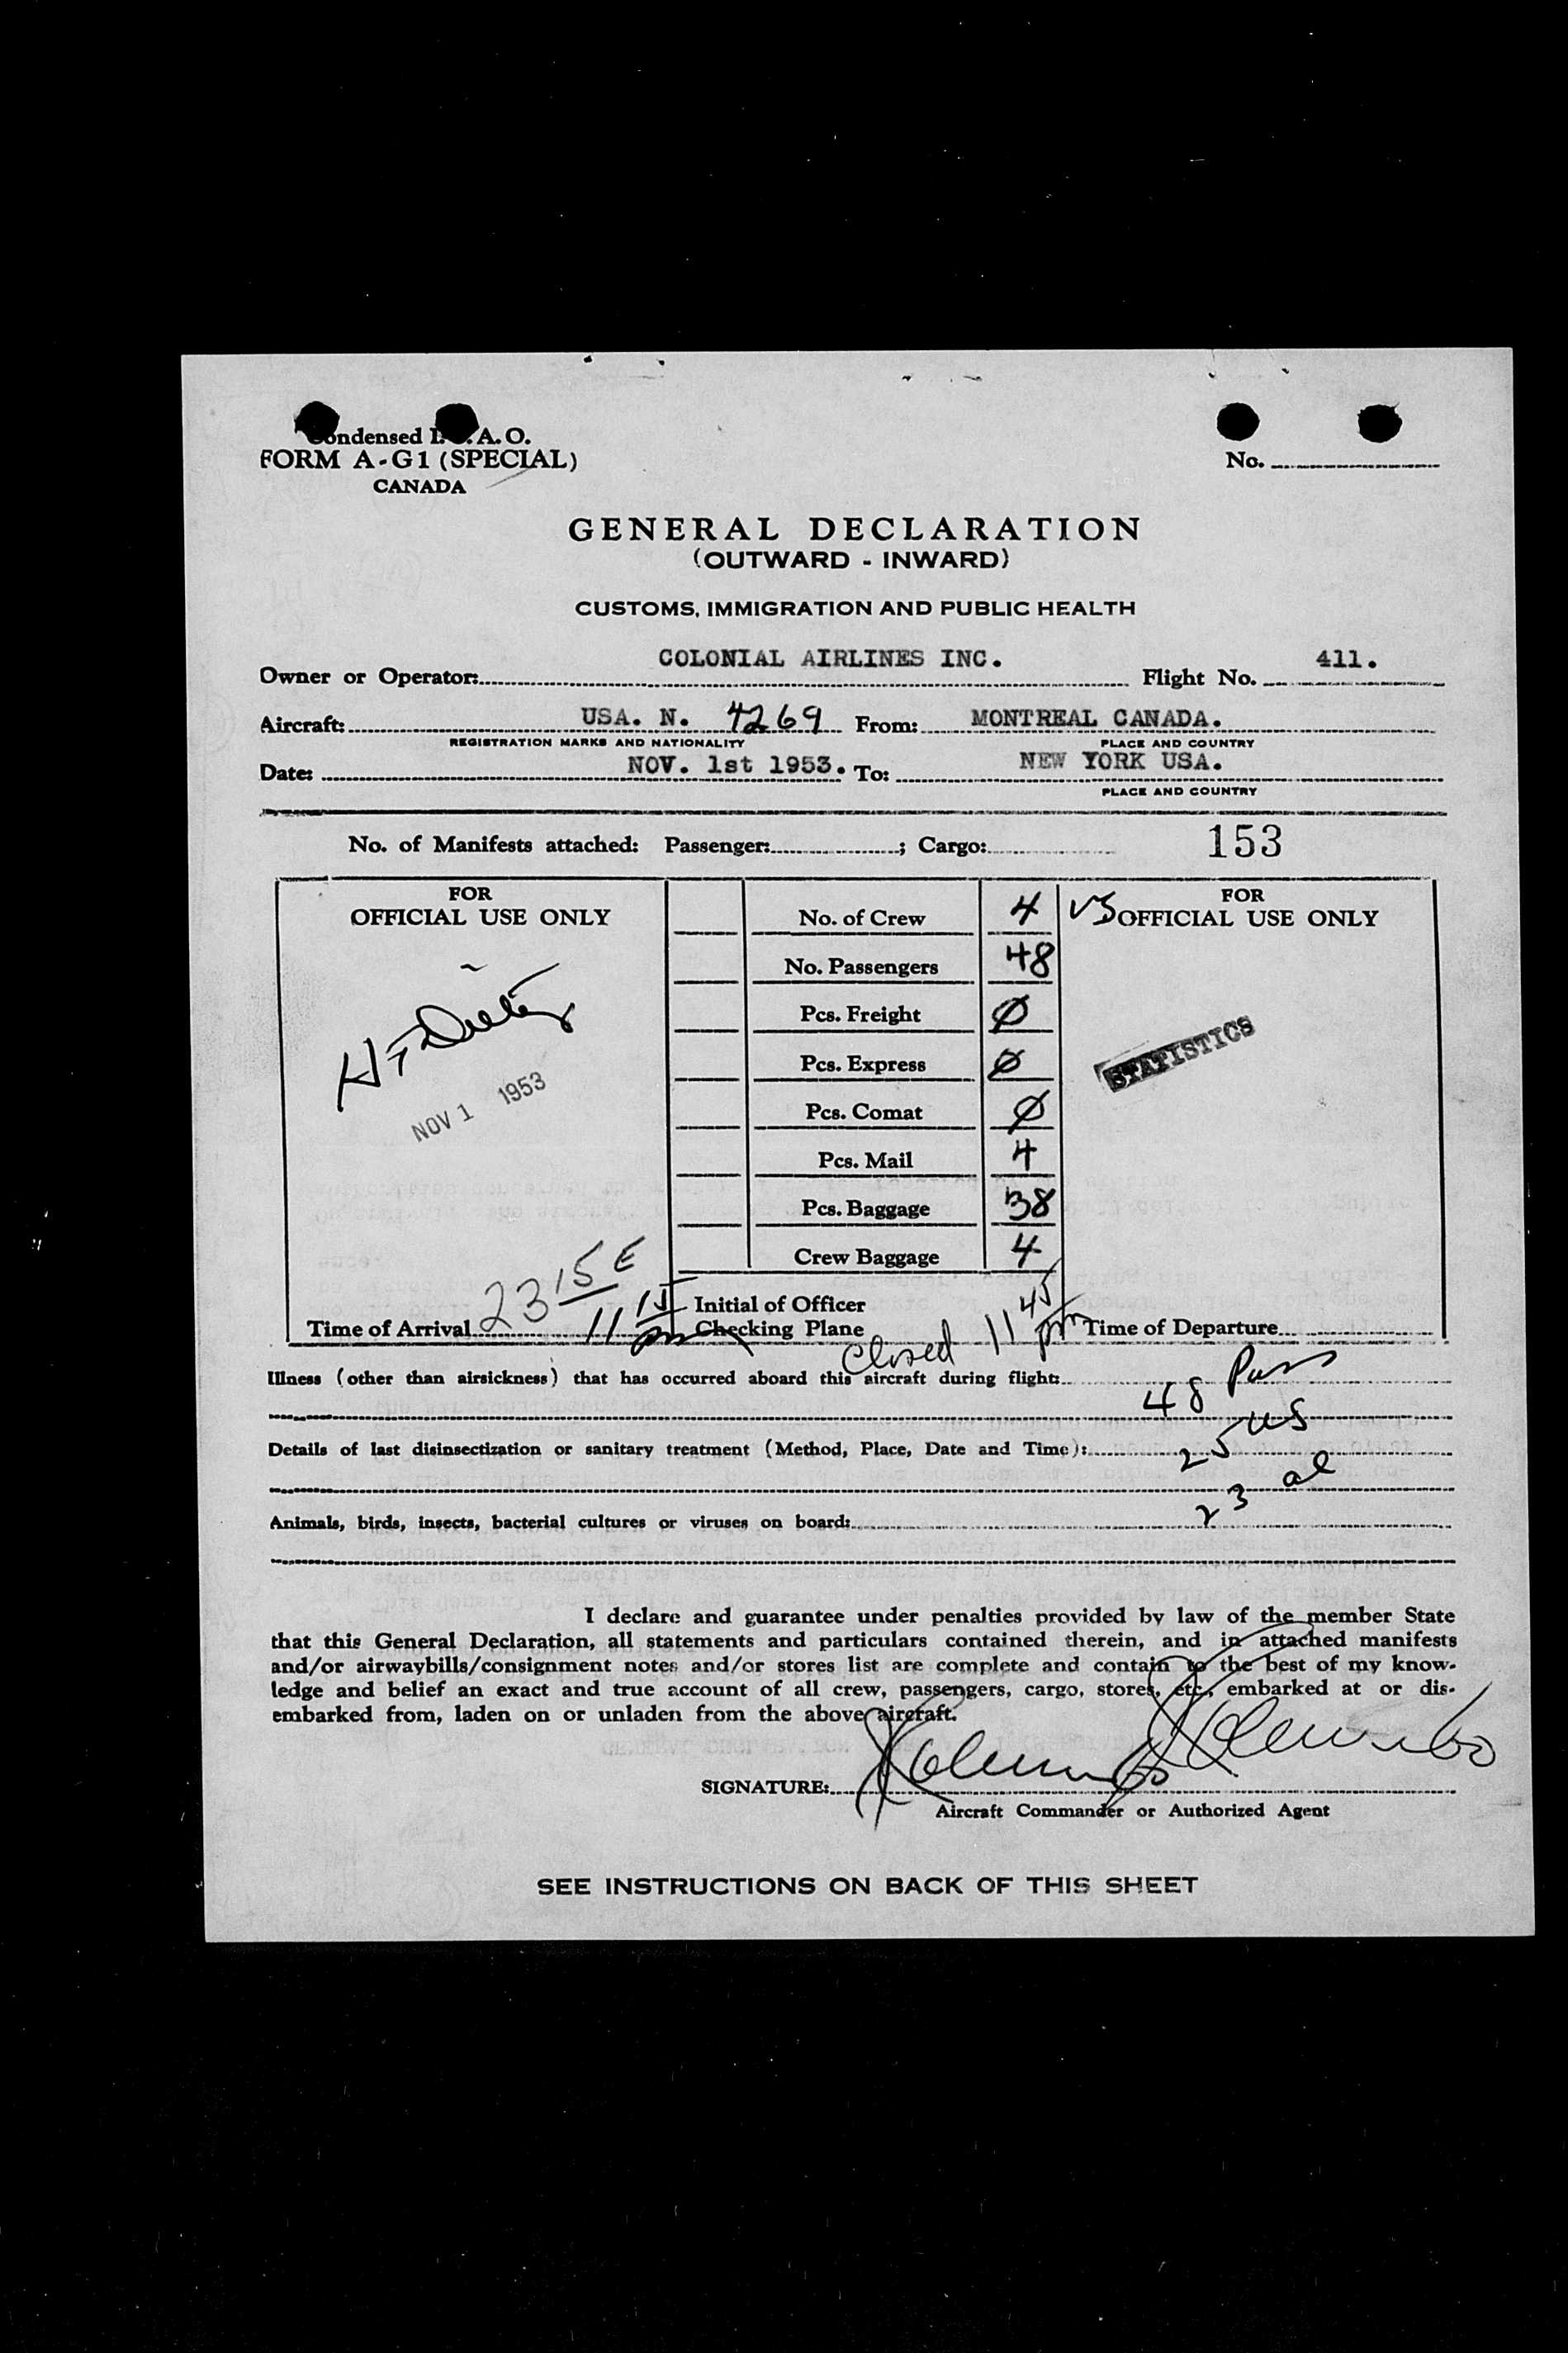 Condensed I. . A. O.
FORM A-G1 (SPECIAL)
CANADA
No.
GENERAL DECLARATION
(OUTWARD - INWARD)
CUSTOMS, IMMIGRATION AND PUBLIC HEALTH
Owner or Operator: COLONIAL AIRLINES INC. Flight No. 411.
Aircraft: USA. N. 4269 From: MONTREAL CANADA.
REGISTRATION MARKS AND NATIONALITY PLACE AND COUNTRY
Date: NOV. 1st 1953. To: NEW YORK USA.
PLACE AND COUNTRY
No. of Manifests attached: Passenger: ; Cargo: 153
FOR
OFFICIAL USE ONLY
NOV 1 1953
No. of Crew 4
No. Passengers 48
Pcs. Freight Ø
Pcs. Express Ø
Pcs. Comat Ø
Pcs. Mail 4
Pcs. Baggage 38
Crew Baggage 4
FOR
OFFICIAL USE ONLY
STATISTICS
Time of Arrival 2315 E 11 15 pm
Initial of Officer
Checking Plane
Closed 11 45 pm
Time of Departure
Illness (other than airsickness) that has occurred aboard this aircraft during flight:
48 Pass
Details of last disinsectization or sanitary treatment (Method, Place, Date and Time):
25 US
23 al
Animals, birds, insects, bacterial cultures or viruses on board:
I declare and guarantee under penalties provided by law of the member State
that this General Declaration, all statements and particulars contained therein, and in attached manifests
and/or airwaybills/consignment notes and/or stores list are complete and contain to the best of my know-
ledge and belief an exact and true account of all crew, passengers, cargo, stores, etc., embarked at or dis-
embarked from, laden on or unladen from the above aircraft.
SIGNATURE:
Aircraft Commander or Authorized Agent
SEE INSTRUCTIONS ON BACK OF THIS SHEET